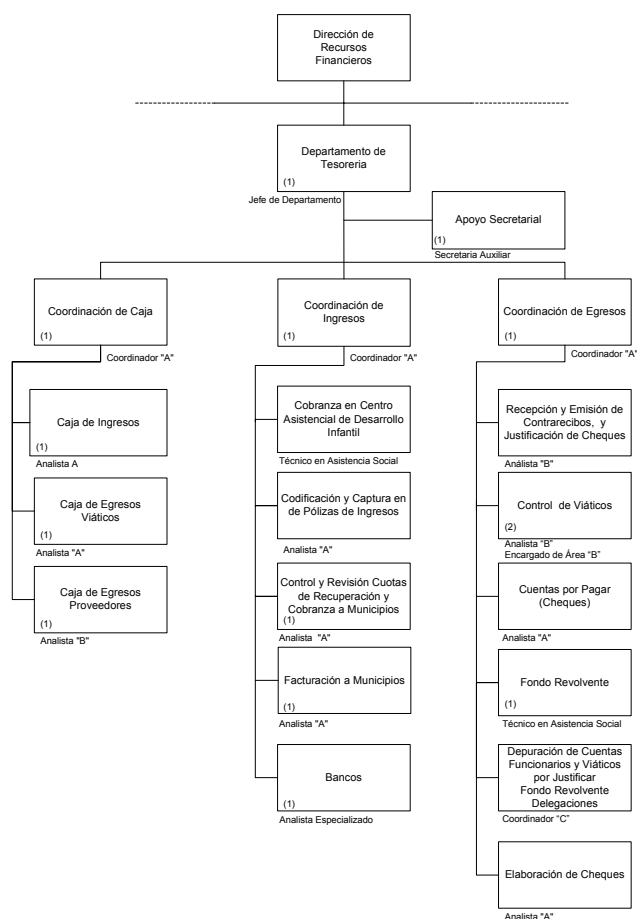 Dirección de
Recursos
Financieros
Departamento de
Tesoreria
(1)
Jefe de Departamento
Apoyo Secretarial
(1)
Secretaria Auxiliar
Coordinación de Caja
(1)
Coordinador "A"
Caja de Ingresos
(1)
Analista A
Caja de Egresos
Viáticos
(1)
Analista "A"
Caja de Egresos
Proveedores
(1)
Analista "B"
Coordinación de
Ingresos
(1)
Coordinador "A"
Cobranza en Centro
Asistencial de Desarrollo
Infantil
Técnico en Asistencia Social
Codificación y Captura en
de Pólizas de Ingresos
Analista "A"
Control y Revisión Cuotas
de Recuperación y
Cobranza a Municipios
(1)
Analista "A"
Facturación a Municipios
(1)
Analista "A"
Bancos
(1)
Analista Especializado
Coordinación de Egresos
(1)
Coordinador "A"
Recepción y Emisión de
Contrarecibos, y
Justificación de Cheques
Análista "B"
Control de Viáticos
(2)
Analista “B”
Encargado de Área “B”
Cuentas por Pagar
(Cheques)
Analista "A"
Fondo Revolvente
(1)
Técnico en Asistencia Social
Depuración de Cuentas
Funcionarios y Viáticos
por Justificar
Fondo Revolvente
Delegaciones
Coordinador “C”
Elaboración de Cheques
Analista "A"